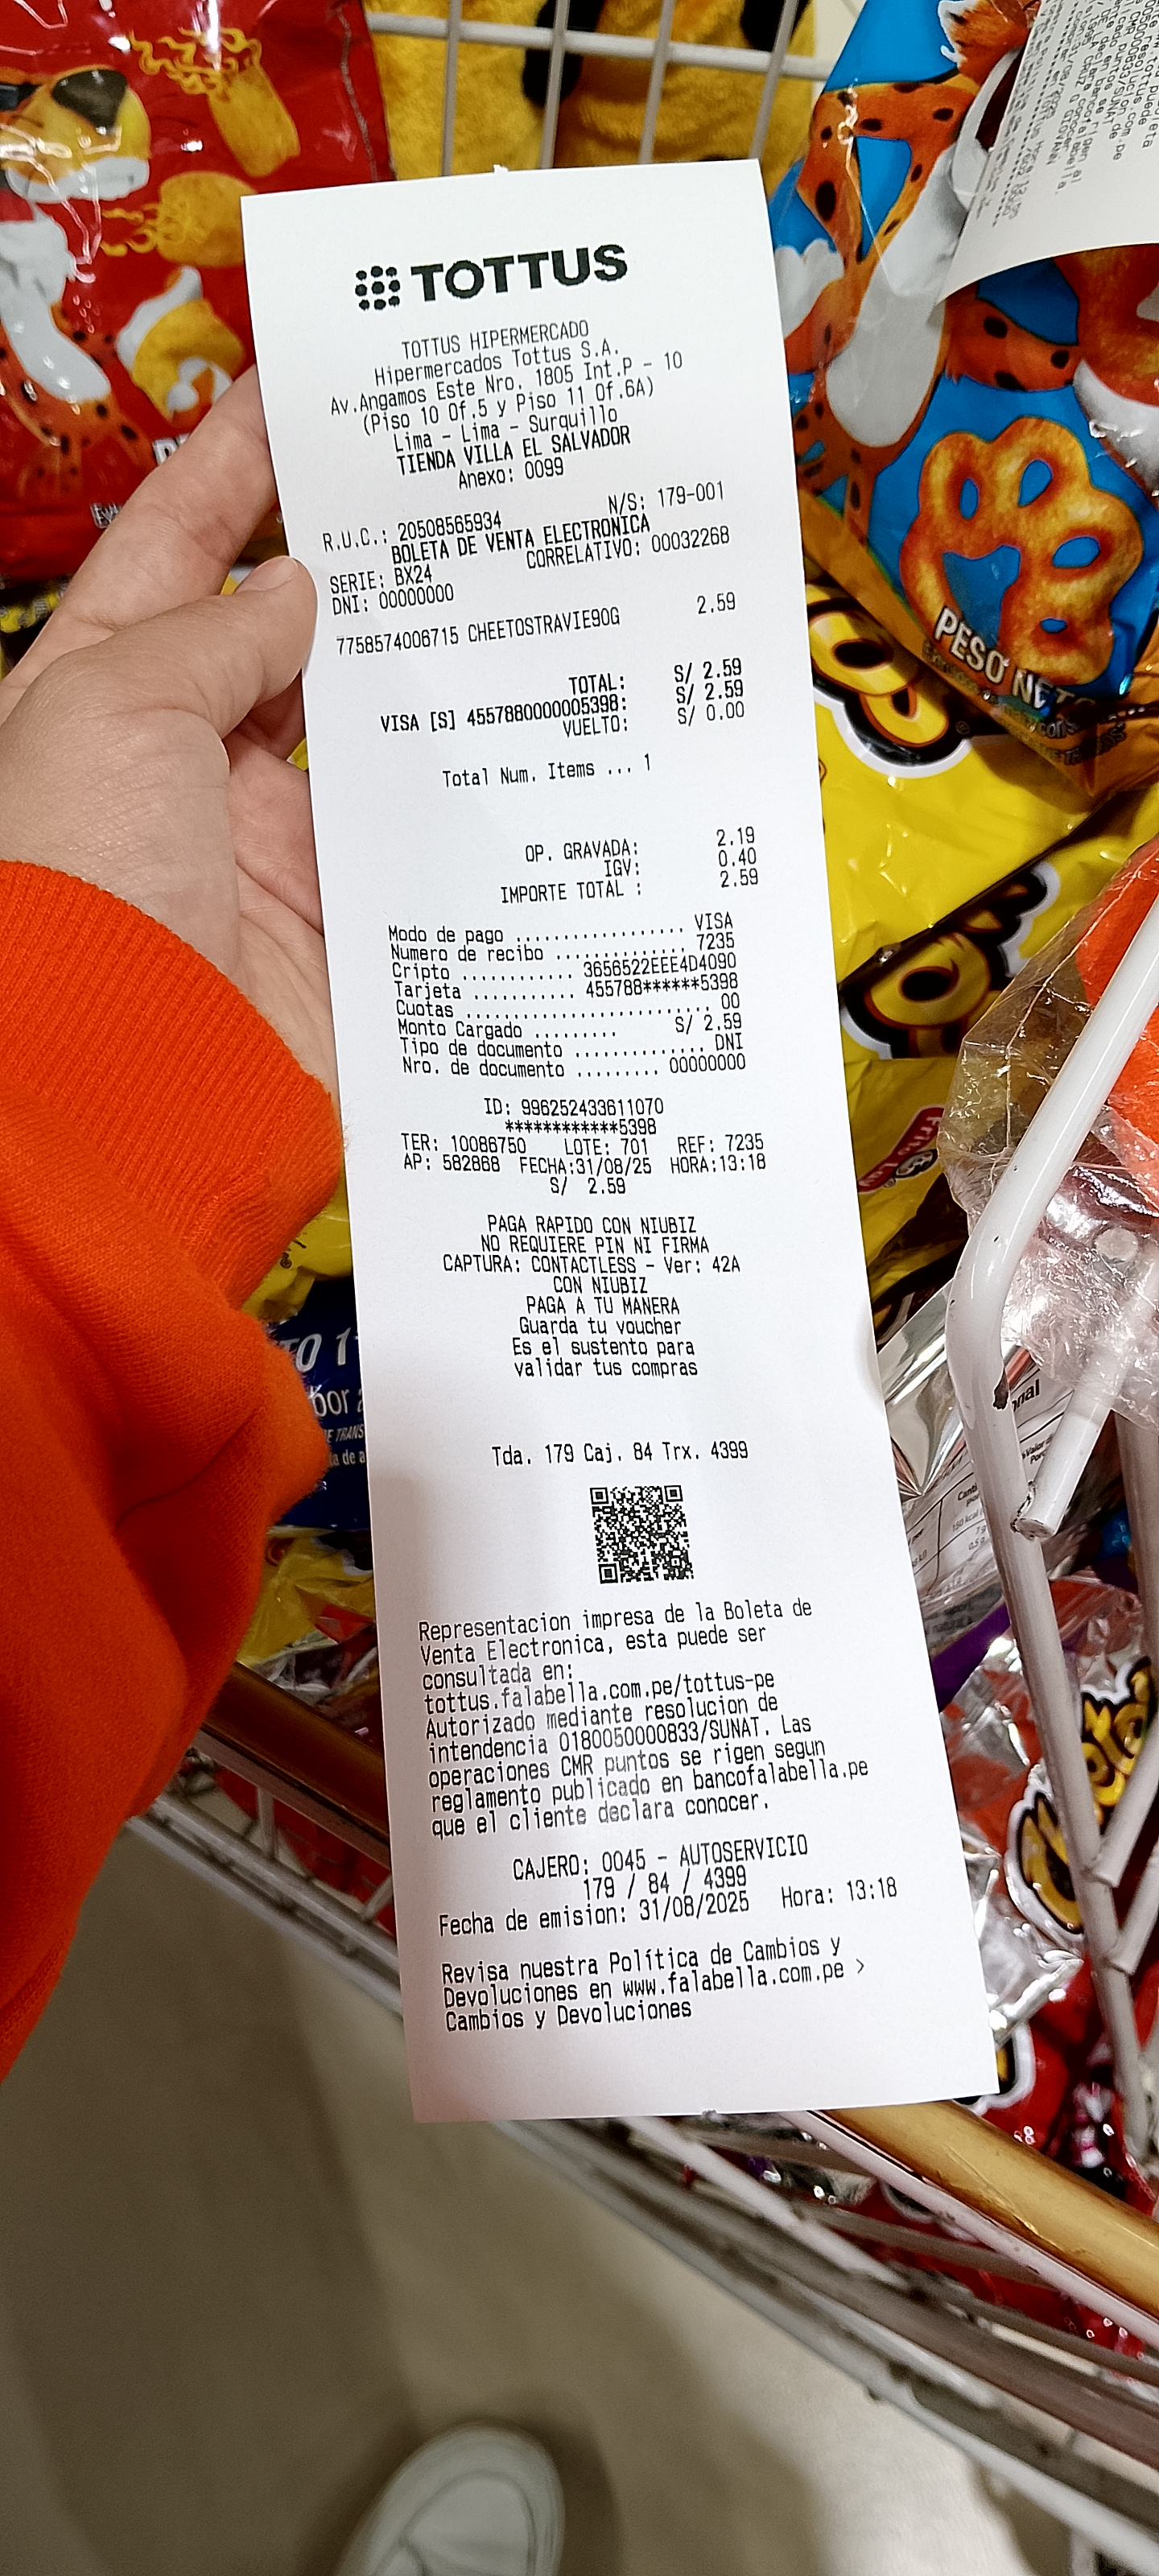 TOTTUS
TOTTUS HIPERMERCADO
Hipermercados Tottus S.A.
Av.Angamos Este Nro. 1805 Int.P - 10
(Piso 10 Of.5 y Piso 11 Of.6A)
Lima - Lima - Surquillo
TIENDA VILLA EL SALVADOR
Anexo: 0099
R.U.C.: 20508565934 N/S: 179-001
BOLETA DE VENTA ELECTRONICA
SERIE: BX24 CORRELATIVO: 00032268
DNI: 00000000
7758574006715 CHEETOSTRAVIE90G 2.59
TOTAL: S/ 2.59
VISA [S] 4557880000005398: S/ 2.59
VUELTO: S/ 0.00
Total Num. Items ... 1
OP. GRAVADA: 2.19
IGV: 0.40
IMPORTE TOTAL : 2.59
Modo de pago .................. VISA
Numero de recibo .............. 7235
Cripto ............ 3656522EEE4D4090
Tarjeta ........... 455788******5398
Cuotas .......................... 00
Monto Cargado ......... S/ 2.59
Tipo de documento .............. DNI
Nro. de documento ......... 00000000
ID: 996252433611070
************5398
TER: 10086750 LOTE: 701 REF: 7235
AP: 582868 FECHA:31/08/25 HORA:13:18
S/ 2.59
PAGA RAPIDO CON NIUBIZ
NO REQUIERE PIN NI FIRMA
CAPTURA: CONTACTLESS - Ver: 42A
CON NIUBIZ
PAGA A TU MANERA
Guarda tu voucher
Es el sustento para
validar tus compras
Tda. 179 Caj. 84 Trx. 4399
Representacion impresa de la Boleta de
Venta Electronica, esta puede ser
consultada en:
tottus.falabella.com.pe/tottus-pe
Autorizado mediante resolucion de
intendencia 0180050000833/SUNAT. Las
operaciones CMR puntos se rigen segun
reglamento publicado en bancofalabella.pe
que el cliente declara conocer.
CAJERO: 0045 - AUTOSERVICIO
179 / 84 / 4399
Fecha de emision: 31/08/2025 Hora: 13:18
Revisa nuestra Política de Cambios y
Devoluciones en www.falabella.com.pe >
Cambios y Devoluciones
PESO NET
Frito Lay